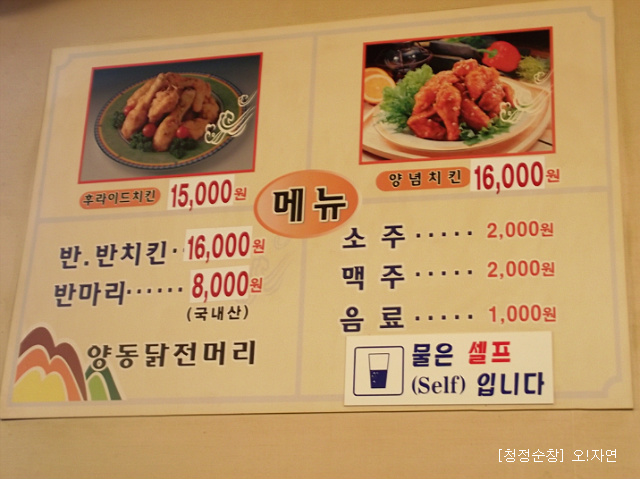 후라이드치킨 15,000원
양념치킨 16,000원
메뉴
반.반치킨·· 16,000원
반마리······ 8,000원
(국내산)
양동닭전머리
소 주 ····· 2,000원
맥 주 ····· 2,000원
음 료 ····· 1,000원
물은 셀프
(Self) 입니다
[청정순창] 오!자연